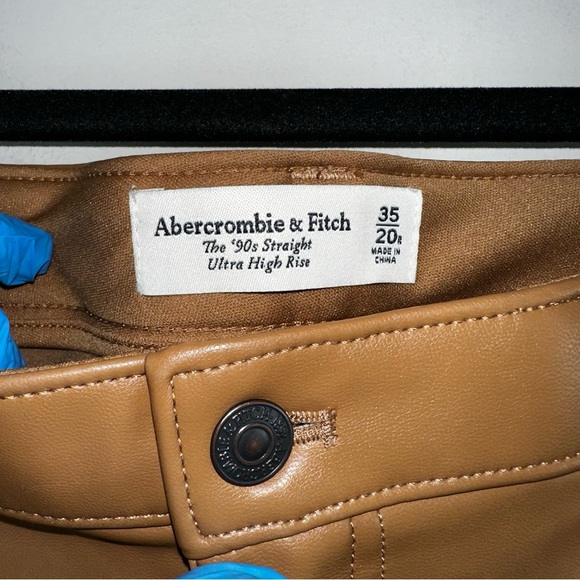 Abercrombie & Fitch
The '90s Straight
Ultra High Rise
35
20R
MADE IN
CHINA